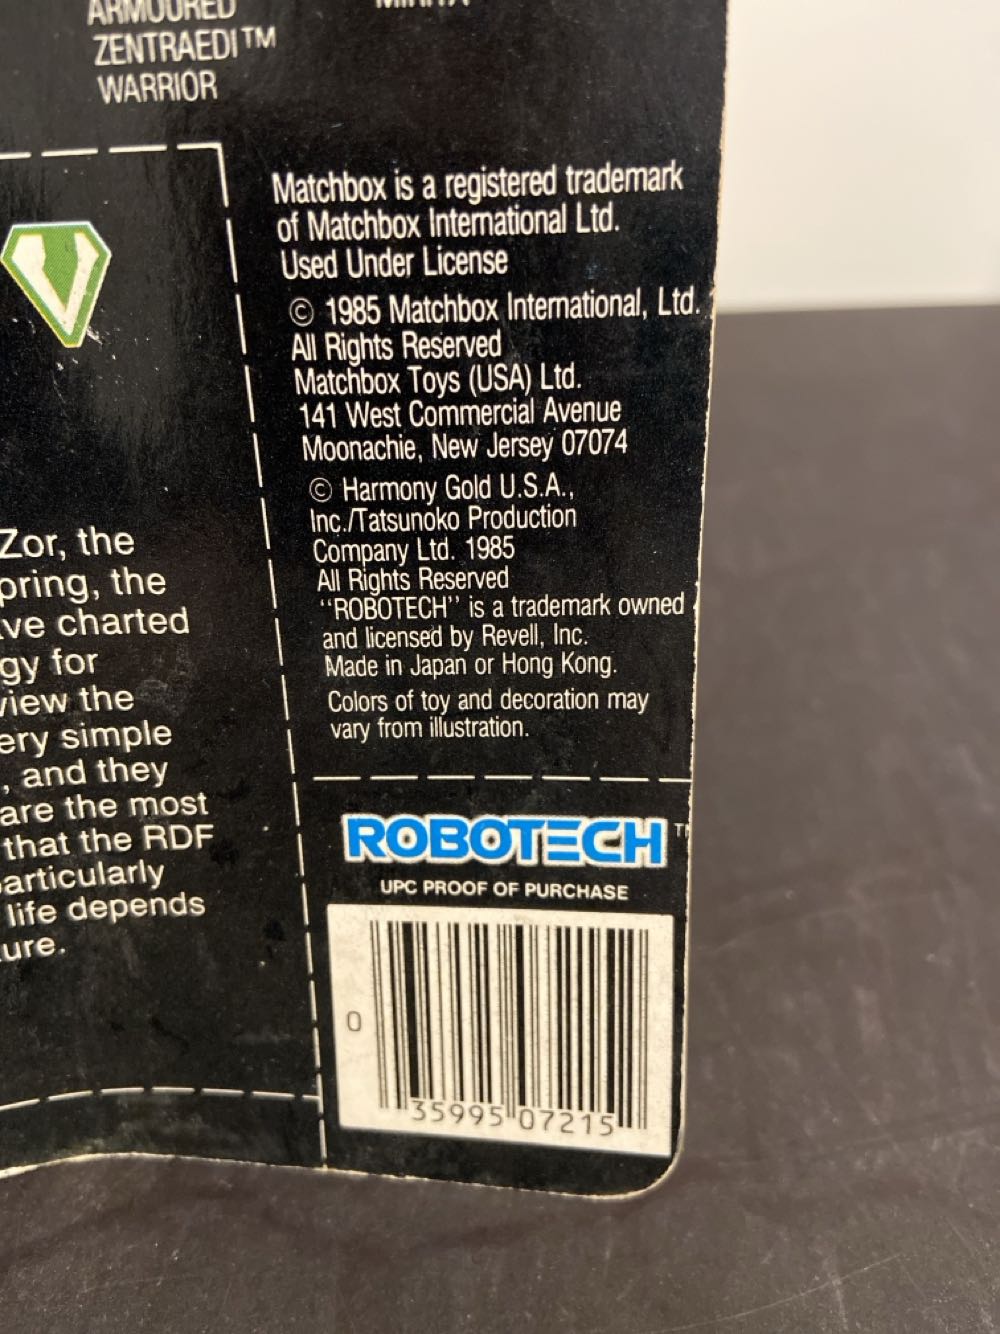 ARMOURED
ZENTRAEDI™
WARRIOR
Matchbox is a registered trademark
of Matchbox International Ltd.
Used Under License
© 1985 Matchbox International, Ltd.
All Rights Reserved
Matchbox Toys (USA) Ltd.
141 West Commercial Avenue
Moonachie, New Jersey 07074
© Harmony Gold U.S.A.,
Inc./Tatsunoko Production
Company Ltd. 1985
All Rights Reserved
"ROBOTECH" is a trademark owned
and licensed by Revell, Inc.
Made in Japan or Hong Kong.
Colors of toy and decoration may
vary from illustration.
Zor, the
pring, the
ve charted
gy for
view the
ery simple
, and they
are the most
that the RDF
particularly
life depends
ure.
ROBOTECH™
UPC PROOF OF PURCHASE
0 35995 07215